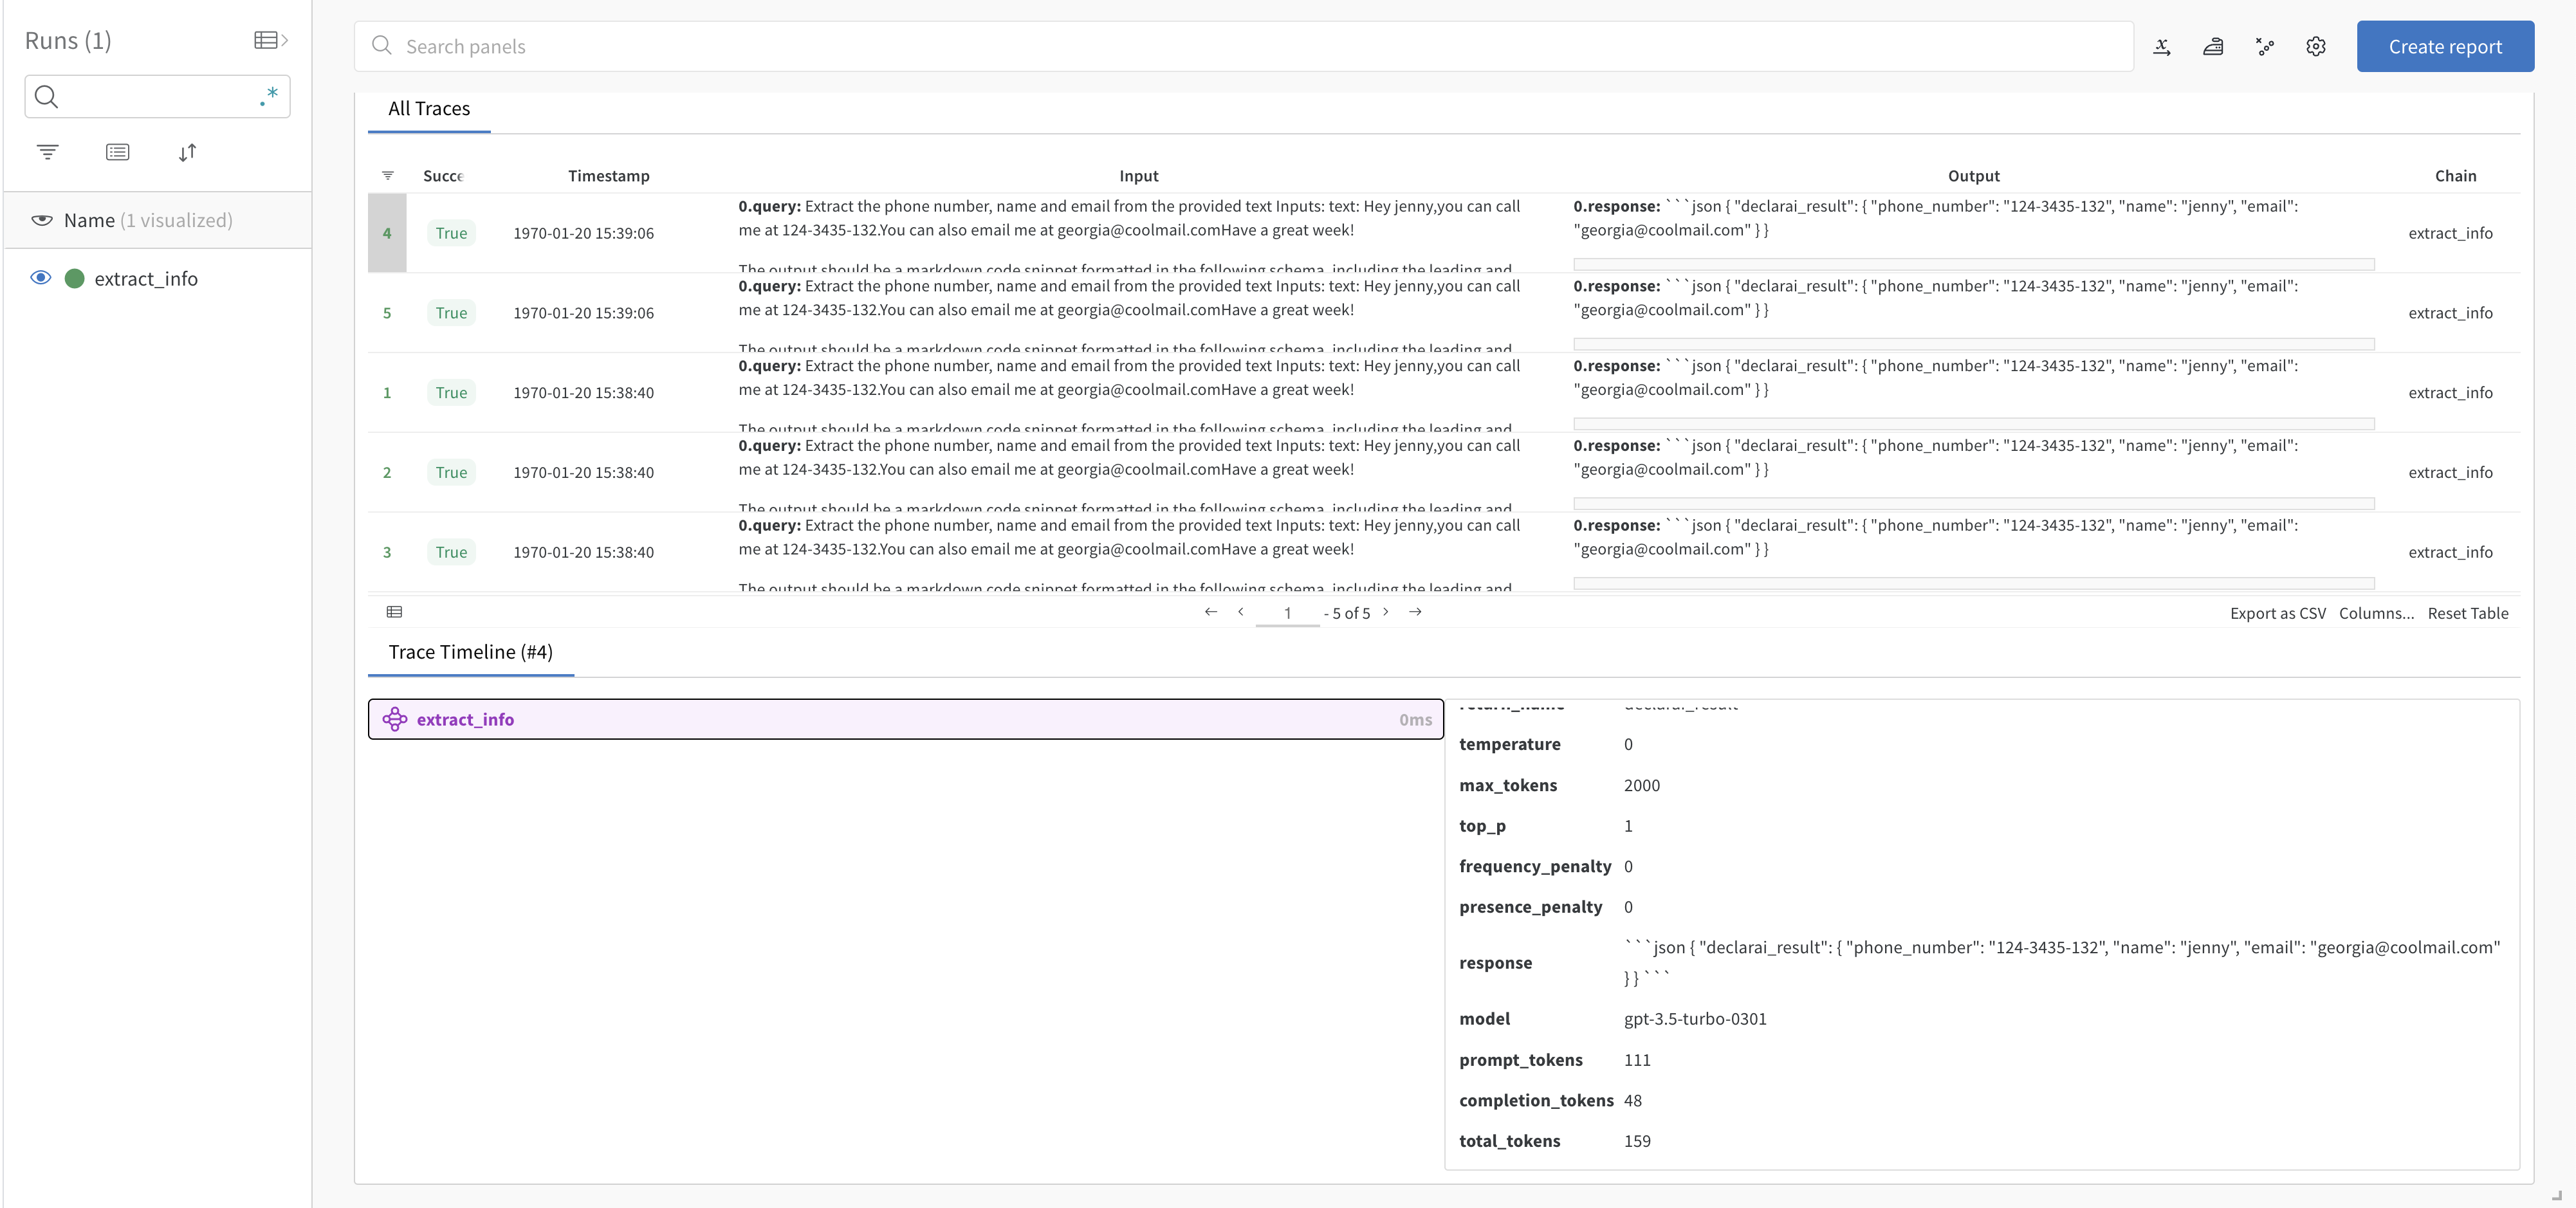 Runs (1)
.*
Name (1 visualized)
extract_info
Search panels
Create report
All Traces
Succe Timestamp Input Output Chain
4 True 1970-01-20 15:39:06 0.query: Extract the phone number, name and email from the provided text Inputs: text: Hey jenny,you can call 0.response: ```json { "declarai_result": { "phone_number": "124-3435-132", "name": "jenny", "email": extract_info
me at 124-3435-132.You can also email me at georgia@coolmail.comHave a great week! "georgia@coolmail.com" } }
The output should be a markdown code snippet formatted in the following schema, including the leading and
5 True 1970-01-20 15:39:06 0.query: Extract the phone number, name and email from the provided text Inputs: text: Hey jenny,you can call 0.response: ```json { "declarai_result": { "phone_number": "124-3435-132", "name": "jenny", "email": extract_info
me at 124-3435-132.You can also email me at georgia@coolmail.comHave a great week! "georgia@coolmail.com" } }
The output should be a markdown code snippet formatted in the following schema, including the leading and
1 True 1970-01-20 15:38:40 0.query: Extract the phone number, name and email from the provided text Inputs: text: Hey jenny,you can call 0.response: ```json { "declarai_result": { "phone_number": "124-3435-132", "name": "jenny", "email": extract_info
me at 124-3435-132.You can also email me at georgia@coolmail.comHave a great week! "georgia@coolmail.com" } }
The output should be a markdown code snippet formatted in the following schema, including the leading and
2 True 1970-01-20 15:38:40 0.query: Extract the phone number, name and email from the provided text Inputs: text: Hey jenny,you can call 0.response: ```json { "declarai_result": { "phone_number": "124-3435-132", "name": "jenny", "email": extract_info
me at 124-3435-132.You can also email me at georgia@coolmail.comHave a great week! "georgia@coolmail.com" } }
The output should be a markdown code snippet formatted in the following schema, including the leading and
3 True 1970-01-20 15:38:40 0.query: Extract the phone number, name and email from the provided text Inputs: text: Hey jenny,you can call 0.response: ```json { "declarai_result": { "phone_number": "124-3435-132", "name": "jenny", "email": extract_info
me at 124-3435-132.You can also email me at georgia@coolmail.comHave a great week! "georgia@coolmail.com" } }
The output should be a markdown code snippet formatted in the following schema, including the leading and
1 - 5 of 5 Export as CSV Columns... Reset Table
Trace Timeline (#4)
extract_info 0ms
return_name declarai_result
temperature 0
max_tokens 2000
top_p 1
frequency_penalty 0
presence_penalty 0
response ```json { "declarai_result": { "phone_number": "124-3435-132", "name": "jenny", "email": "georgia@coolmail.com"
} } ```
model gpt-3.5-turbo-0301
prompt_tokens 111
completion_tokens 48
total_tokens 159